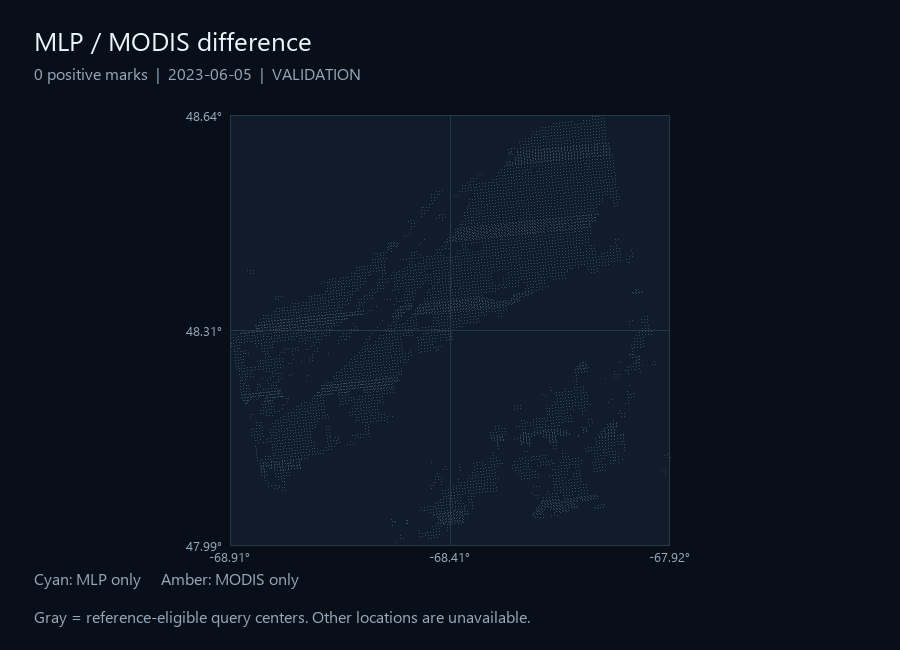 MLP / MODIS difference
0 positive marks | 2023-06-05 | VALIDATION
48.64°
48.31°
47.99°
-68.91° -68.41° -67.92°
Cyan: MLP only Amber: MODIS only
Gray = reference-eligible query centers. Other locations are unavailable.